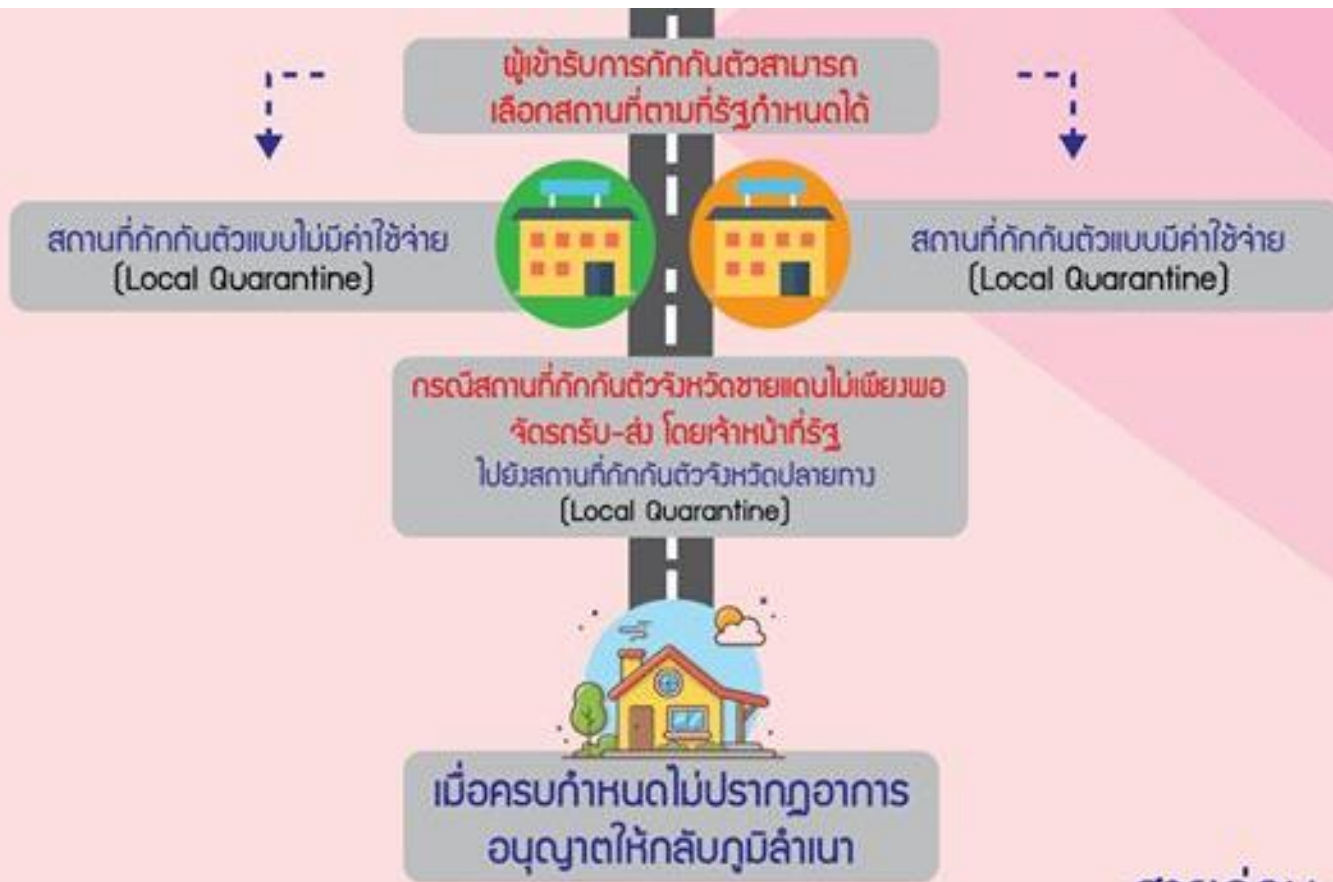 ผู้เข้ารับการกักกันตัวสามารถ
เลือกสถานที่ตามที่รัฐกำหนดได้
สถานที่กักกันตัวแบบไม่มีค่าใช้จ่าย
(Local Quarantine)
สถานที่กักกันตัวแบบมีค่าใช้จ่าย
(Local Quarantine)
กรณีสถานที่กักกันตัวจังหวัดชายแดนไม่เพียงพอ
จัดรถรับ-ส่ง โดยเจ้าหน้าที่รัฐ
ไปยังสถานที่กักกันตัวจังหวัดปลายทาง
(Local Quarantine)
เมื่อครบกำหนดไม่ปรากฏอาการ
อนุญาตให้กลับภูมิลำเนา